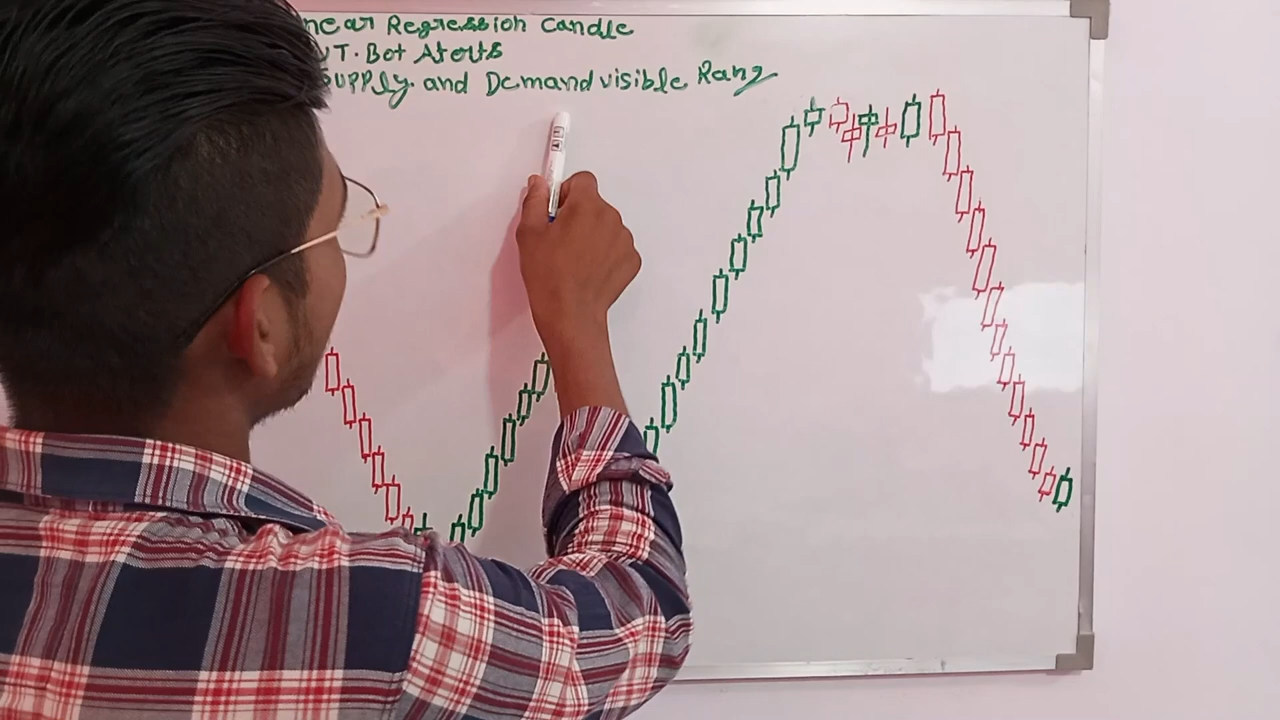 near Regression Candle
UT. Bot Alerts
Supply and Demand visible Rang